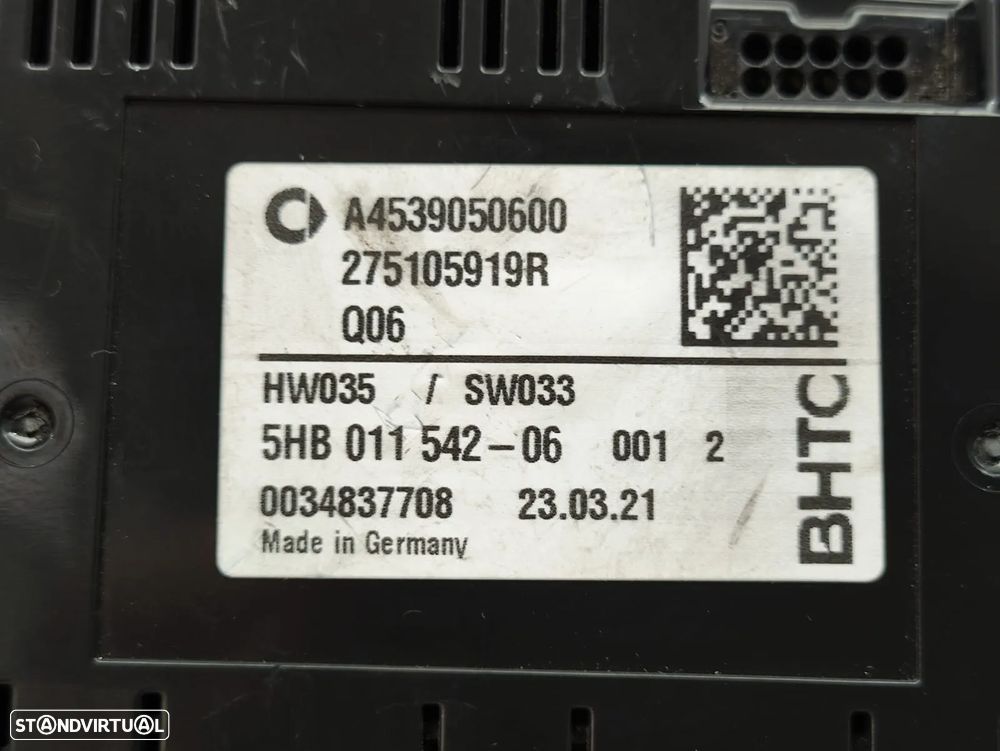 A4539050600
275105919R
Q06
HW035 / SW033
5HB 011 542-06 001 2
0034837708 23.03.21
Made in Germany
BHTC
STANDVIRTUAL